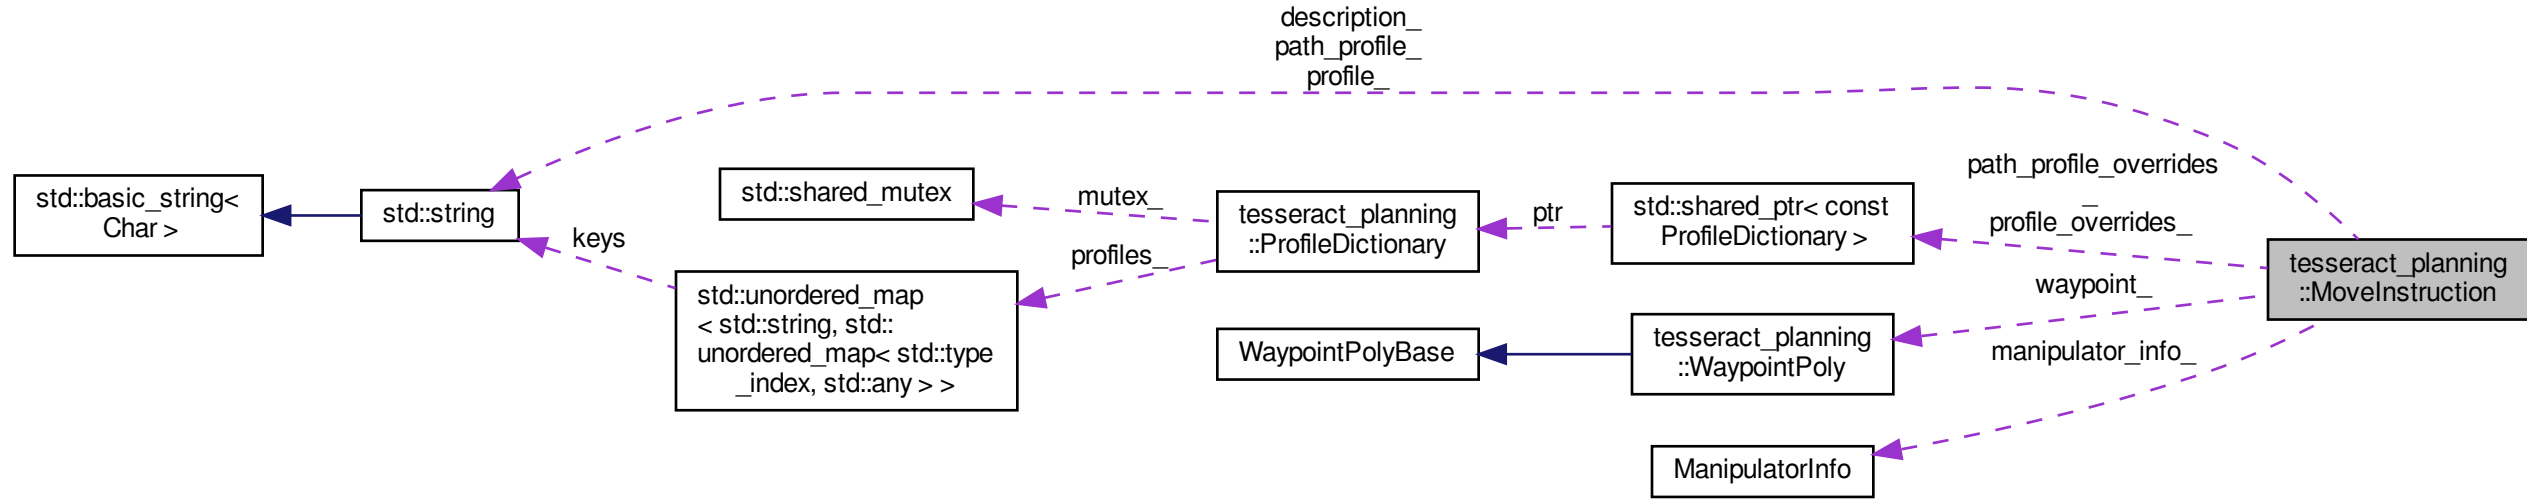 description_
path_profile_
profile_
std::basic_string<
Char >
std::string
keys
std::shared_mutex
mutex_
std::unordered_map
< std::string, std::
unordered_map< std::type
_index, std::any > >
profiles_
tesseract_planning
::ProfileDictionary
ptr
std::shared_ptr< const
ProfileDictionary >
path_profile_overrides
_
profile_overrides_
WaypointPolyBase
tesseract_planning
::WaypointPoly
waypoint_
manipulator_info_
ManipulatorInfo
tesseract_planning
::MoveInstruction